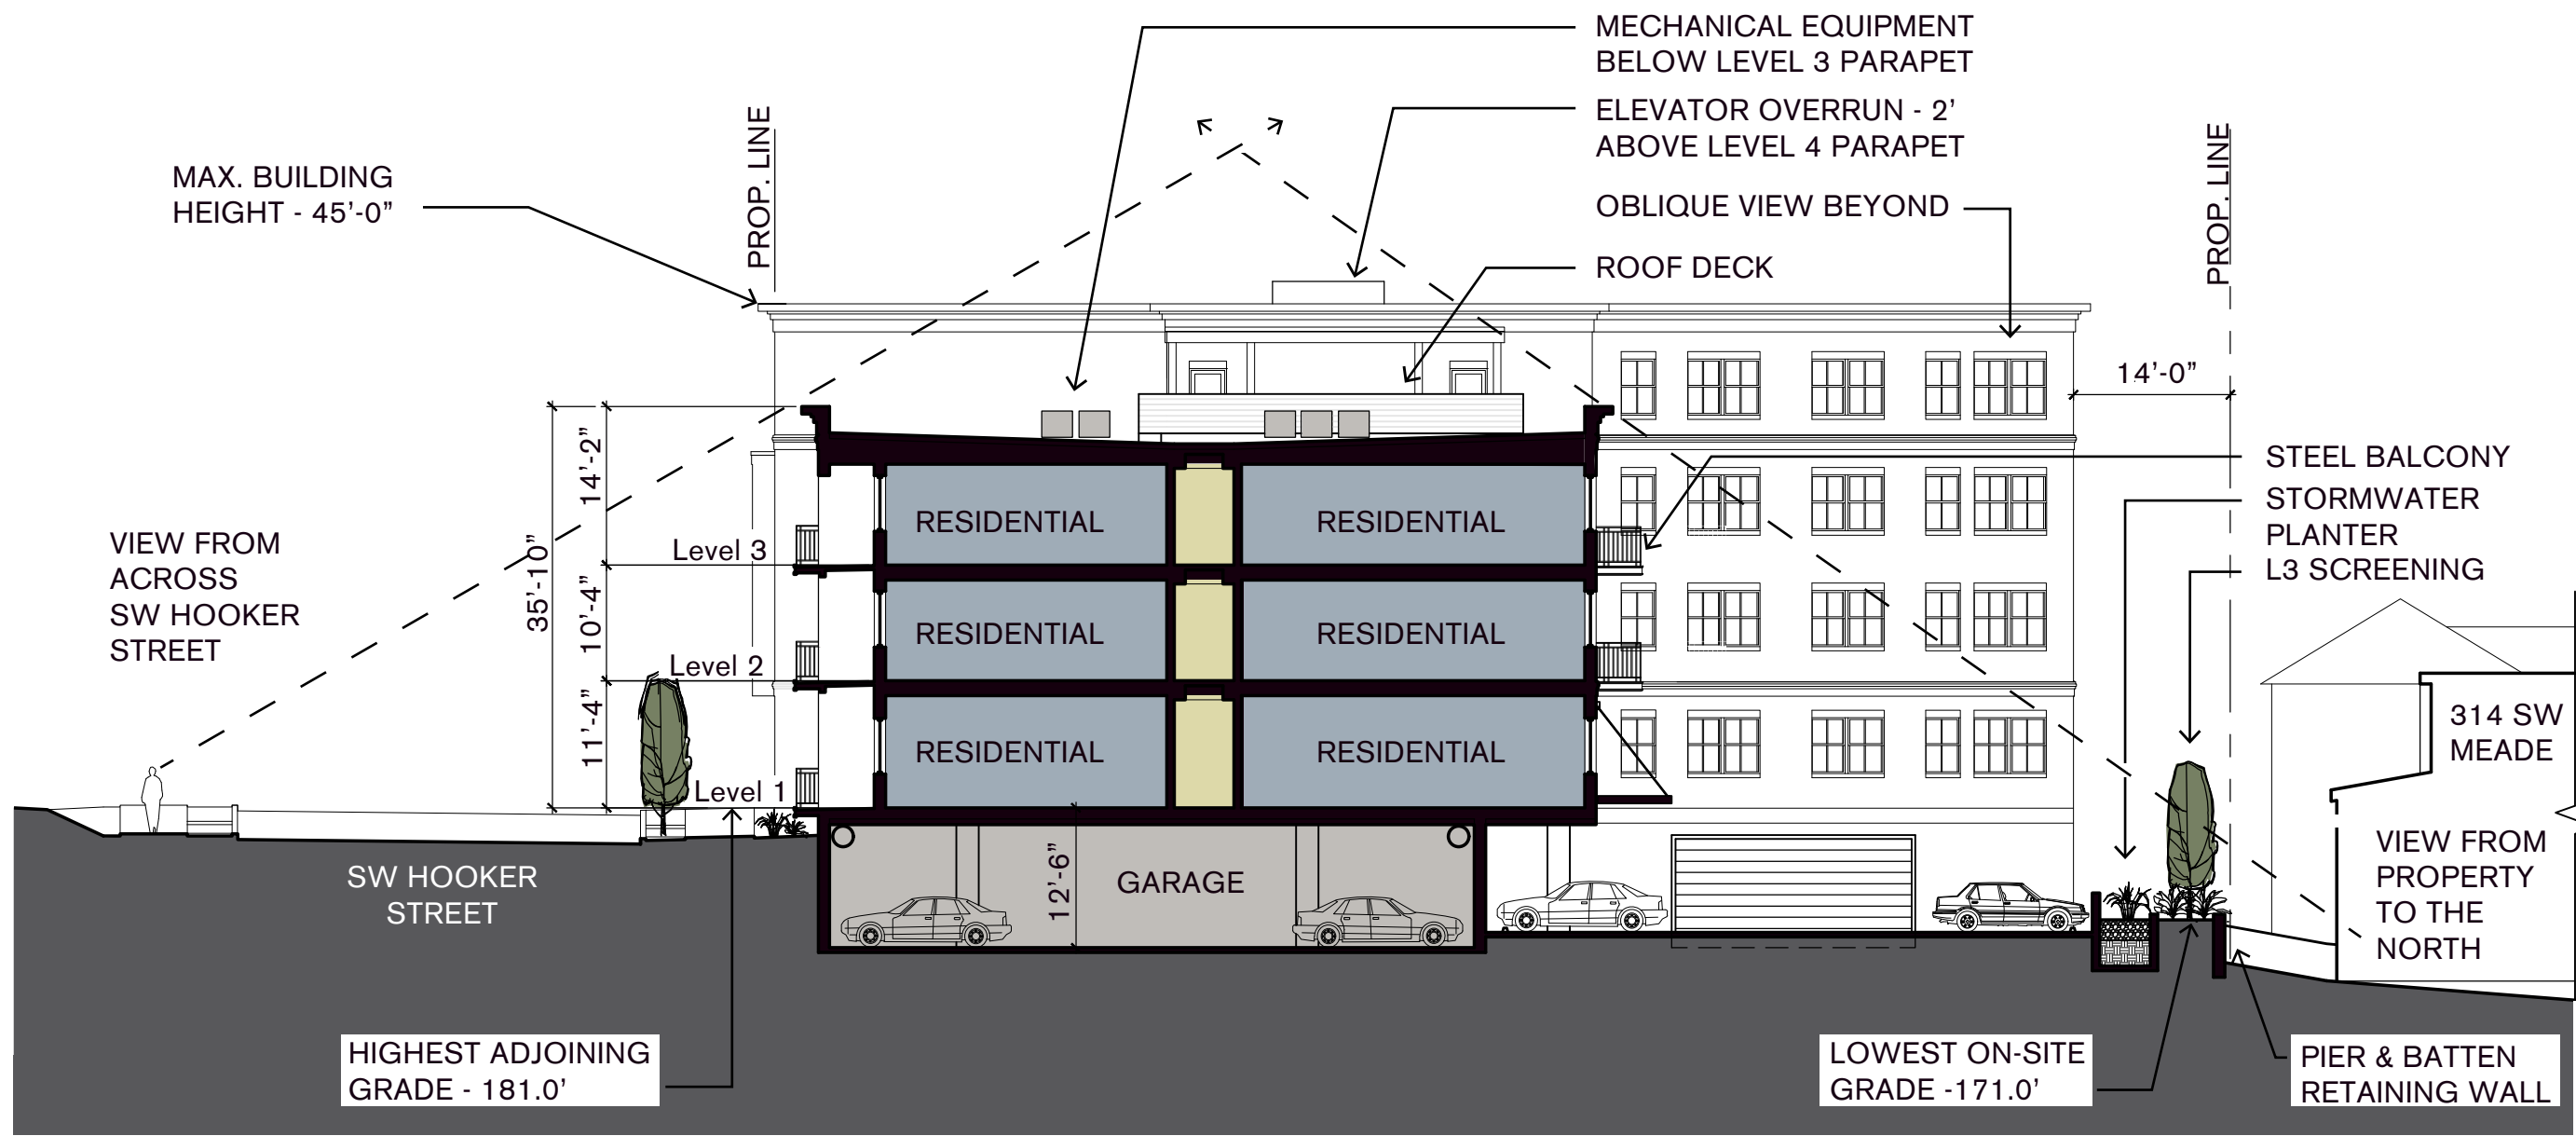 MECHANICAL EQUIPMENT
BELOW LEVEL 3 PARAPET
ELEVATOR OVERRUN - 2'
ABOVE LEVEL 4 PARAPET
OBLIQUE VIEW BEYOND
ROOF DECK
PROP. LINE
PROP. LINE
MAX. BUILDING
HEIGHT - 45'-0"
14'-0"
STEEL BALCONY
STORMWATER
PLANTER
L3 SCREENING
VIEW FROM
ACROSS
SW HOOKER
STREET
35'-10"
14'-2"
10'-4"
11'-4"
Level 3
Level 2
Level 1
RESIDENTIAL
RESIDENTIAL
RESIDENTIAL
RESIDENTIAL
RESIDENTIAL
RESIDENTIAL
12'-6"
GARAGE
314 SW
MEADE
VIEW FROM
PROPERTY
TO THE
NORTH
SW HOOKER
STREET
HIGHEST ADJOINING
GRADE - 181.0'
LOWEST ON-SITE
GRADE -171.0'
PIER & BATTEN
RETAINING WALL